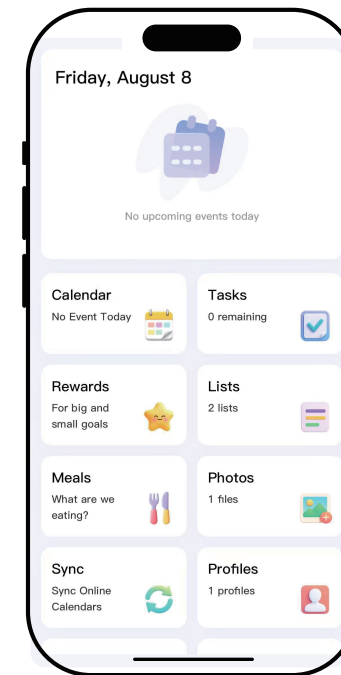 Friday, August 8
No upcoming events today
Calendar
No Event Today
Tasks
0 remaining
Rewards
For big and
small goals
Lists
2 lists
Meals
What are we
eating?
Photos
1 files
Sync
Sync Online
Calendars
Profiles
1 profiles